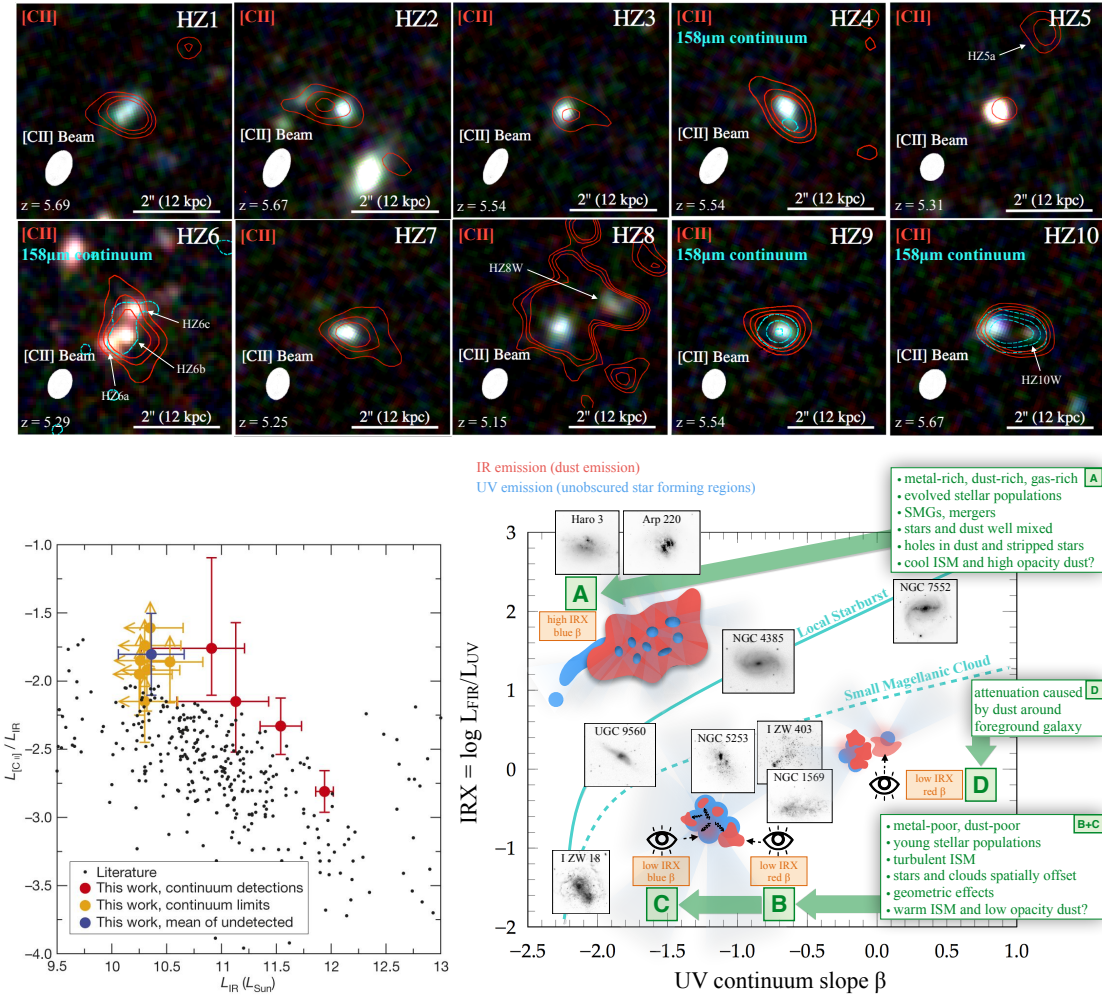 [CII]
HZ1
[CII] Beam
z = 5.69
2" (12 kpc)
[CII]
HZ2
[CII] Beam
z = 5.67
2" (12 kpc)
[CII]
HZ3
[CII] Beam
z = 5.54
2" (12 kpc)
[CII]
HZ4
158μm continuum
[CII] Beam
z = 5.54
2" (12 kpc)
[CII]
HZ5
HZ5a
[CII] Beam
z = 5.31
2" (12 kpc)
[CII]
HZ6
158μm continuum
HZ6c
HZ6b
HZ6a
[CII] Beam
z = 5.29
2" (12 kpc)
[CII]
HZ7
[CII] Beam
z = 5.25
2" (12 kpc)
[CII]
HZ8
HZ8W
[CII] Beam
z = 5.15
2" (12 kpc)
[CII]
HZ9
158μm continuum
[CII] Beam
z = 5.54
2" (12 kpc)
[CII]
HZ10
158μm continuum
[CII] Beam
HZ10W
z = 5.67
2" (12 kpc)
−1.0
−1.5
−2.0
−2.5
−3.0
−3.5
−4.0
L[C II] / LIR
Literature
This work, continuum detections
This work, continuum limits
This work, mean of undetected
9.5
10
10.5
11
11.5
12
12.5
13
LIR (LSun)
IR emission (dust emission)
UV emission (unobscured star forming regions)
3
2
1
0
−1
−2
IRX = log LFIR/LUV
Haro 3
Arp 220
A
high IRX
blue β
A
• metal-rich, dust-rich, gas-rich
• evolved stellar populations
• SMGs, mergers
• stars and dust well mixed
• holes in dust and stripped stars
• cool ISM and high opacity dust?
Local Starburst
NGC 7552
NGC 4385
Small Magellanic Cloud
D
attenuation caused
by dust around
foreground galaxy
UGC 9560
NGC 5253
I ZW 403
NGC 1569
low IRX
red β
D
I ZW 18
low IRX
blue β
low IRX
red β
C
B
B+C
• metal-poor, dust-poor
• young stellar populations
• turbulent ISM
• stars and clouds spatially offset
• geometric effects
• warm ISM and low opacity dust?
−2.0
−1.5
−1.0
−0.5
0.0
0.5
1.0
UV continuum slope β